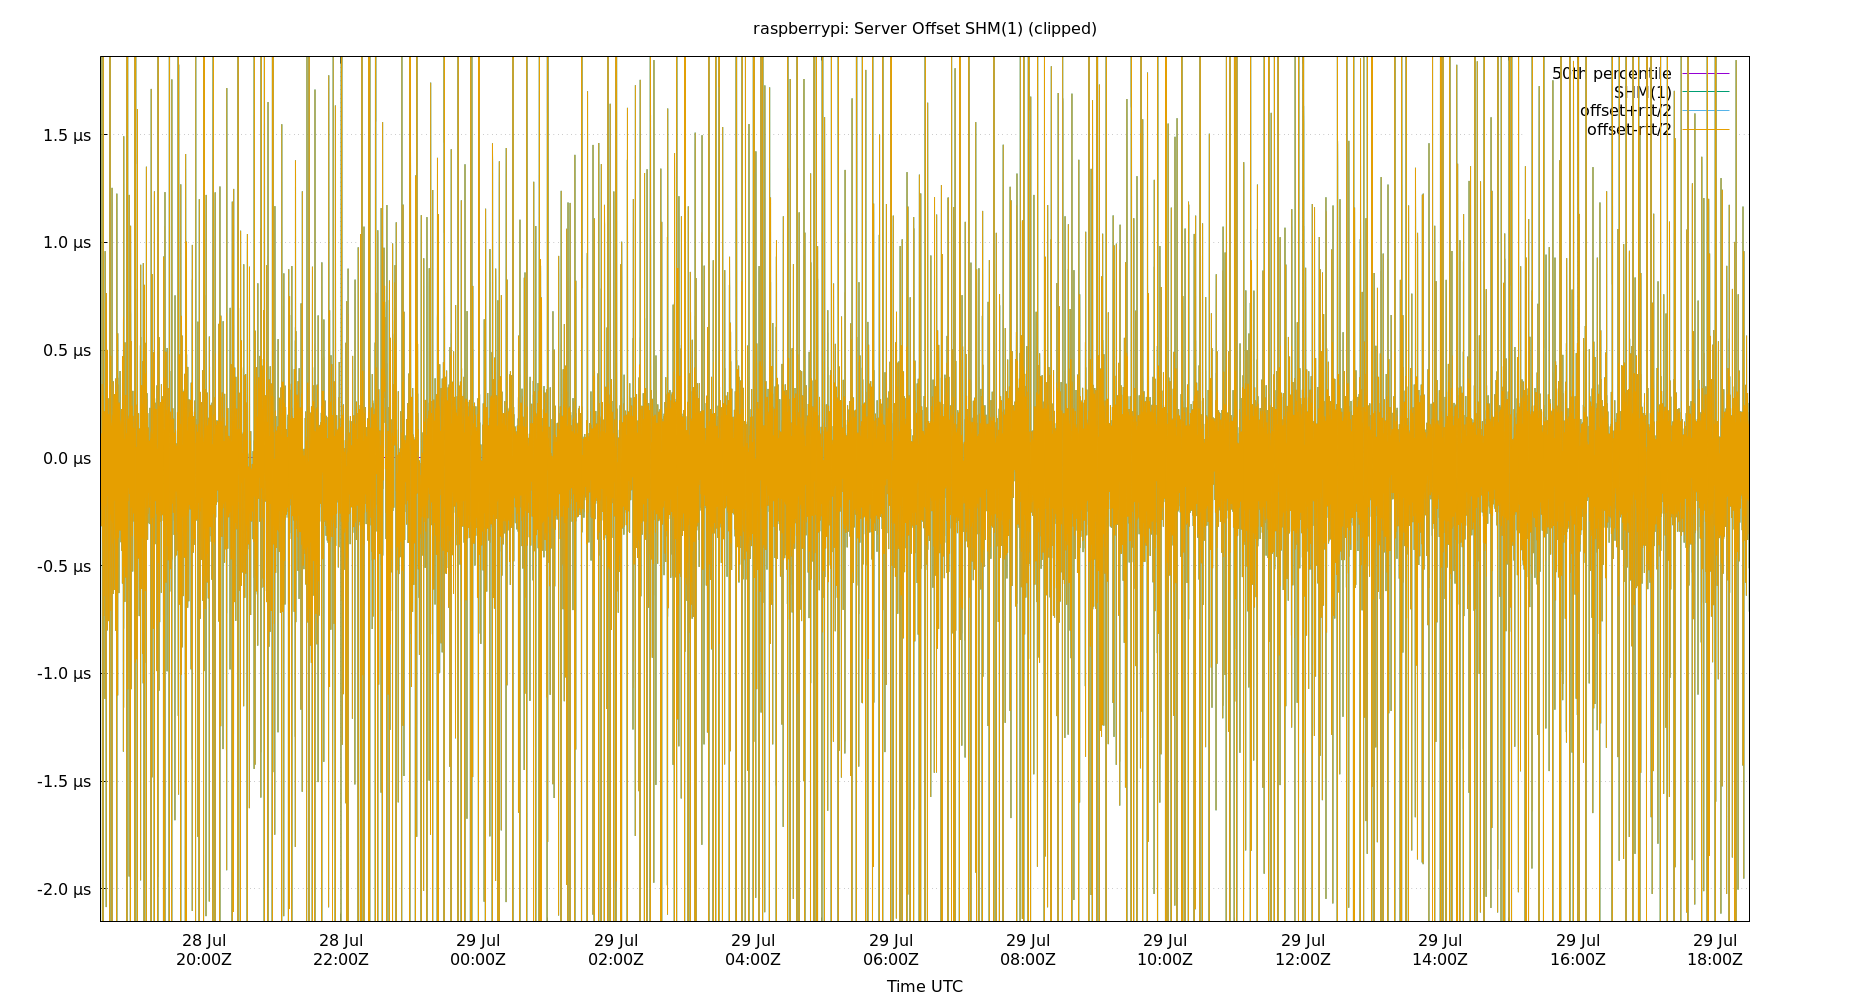 raspberrypi: Server Offset SHM(1) (clipped)
50th percentile
SHM(1)
offset+rtt/2
offset-rtt/2
1.5 µs
1.0 µs
0.5 µs
0.0 µs
-0.5 µs
-1.0 µs
-1.5 µs
-2.0 µs
28 Jul 28 Jul 29 Jul 29 Jul 29 Jul 29 Jul 29 Jul 29 Jul 29 Jul 29 Jul 29 Jul 29 Jul
20:00Z 22:00Z 00:00Z 02:00Z 04:00Z 06:00Z 08:00Z 10:00Z 12:00Z 14:00Z 16:00Z 18:00Z
Time UTC